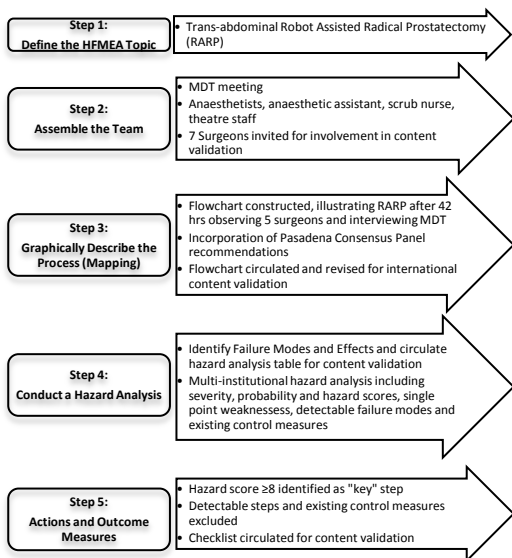 Step 1:
Define the HFMEA Topic
• Trans-abdominal Robot Assisted Radical Prostatectomy
(RARP)
Step 2:
Assemble the Team
• MDT meeting
• Anaesthetists, anaesthetic assistant, scrub nurse,
theatre staff
• 7 Surgeons invited for involvement in content
validation
Step 3:
Graphically Describe the
Process (Mapping)
• Flowchart constructed, illustrating RARP after 42
hrs observing 5 surgeons and interviewing MDT
• Incorporation of Pasadena Consensus Panel
recommendations
• Flowchart circulated and revised for international
content validation
Step 4:
Conduct a Hazard Analysis
• Identify Failure Modes and Effects and circulate
hazard analysis table for content validation
• Multi-institutional hazard analysis including
severity, probability and hazard scores, single
point weaknessess, detectable failure modes and
existing control measures
Step 5:
Actions and Outcome
Measures
• Hazard score ≥8 identified as "key" step
• Detectable steps and existing control measures
excluded
• Checklist circulated for content validation